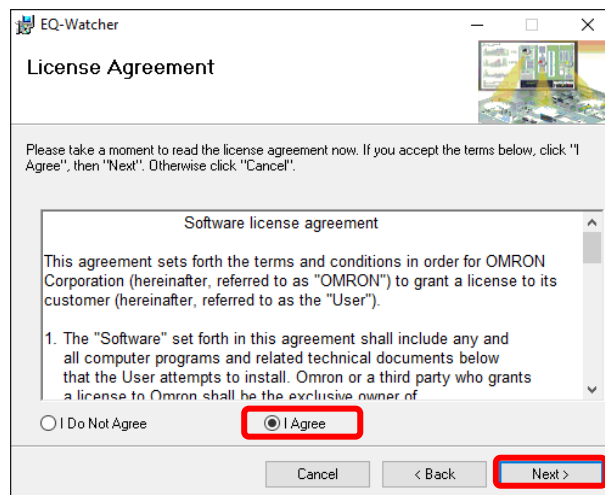 EQ-Watcher
License Agreement
Please take a moment to read the license agreement now. If you accept the terms below, click "I
Agree", then "Next". Otherwise click "Cancel".
Software license agreement
This agreement sets forth the terms and conditions in order for OMRON
Corporation (hereinafter, referred to as "OMRON") to grant a license to its
customer (hereinafter, referred to as the "User").
1. The "Software" set forth in this agreement shall include any and
all computer programs and related technical documents below
that the User attempts to install. Omron or a third party who grants
a license to Omron shall be the exclusive owner of
I Do Not Agree
I Agree
Cancel
< Back
Next >